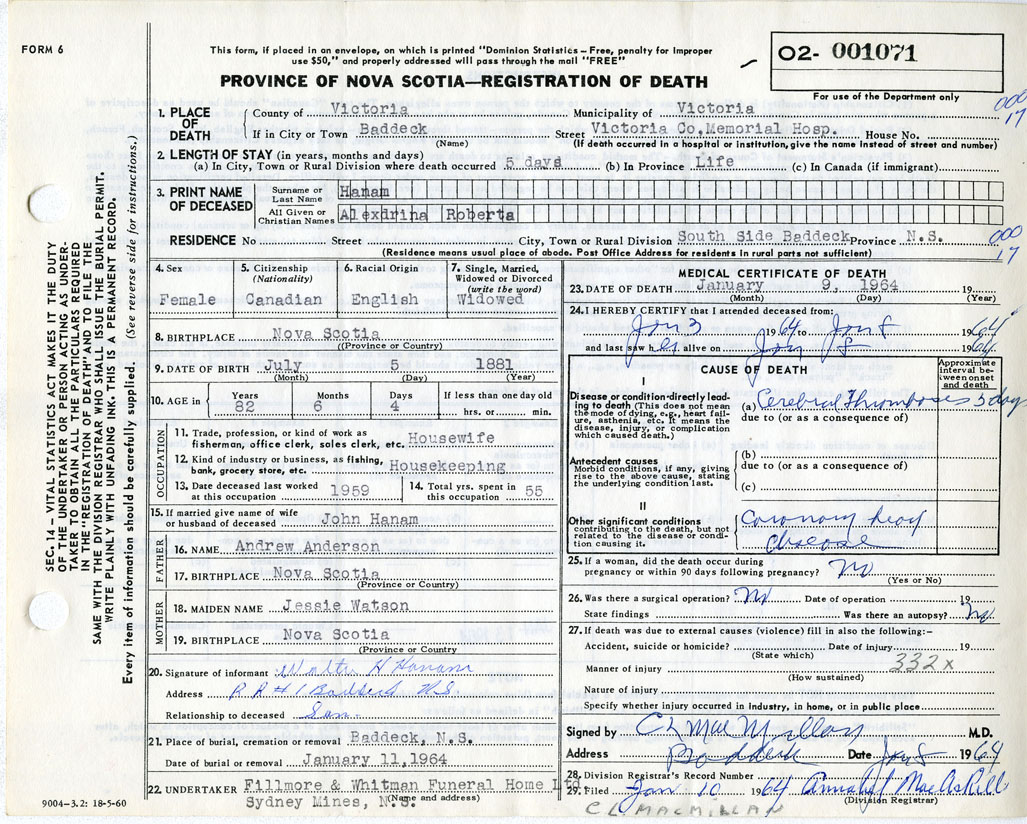 FORM 6
This form, if placed in an envelope, on which is printed "Dominion Statistics—Free, penalty for improper
use $50," and properly addressed will pass through the mail "FREE"
O2- 001071
PROVINCE OF NOVA SCOTIA—REGISTRATION OF DEATH
For use of the Department only
000
17
SEC. 14 – VITAL STATISTICS ACT MAKES IT THE DUTY
OF THE UNDERTAKER OR PERSON ACTING AS UNDER-
TAKER TO OBTAIN ALL THE PARTICULARS REQUIRED
IN THE "REGISTRATION OF DEATH" AND TO FILE THE
SAME WITH THE DIVISION REGISTRAR WHO SHALL ISSUE THE BURIAL PERMIT.
WRITE PLAINLY WITH UNFADING INK. THIS IS A PERMANENT RECORD.
Every item of information should be carefully supplied. (See reverse side for instructions.)
1. PLACE OF DEATH
County of Victoria Municipality of Victoria
If in City or Town Baddeck Street Victoria Co.Memorial Hosp. House No.
(Name) (If death occurred in a hospital or institution, give the name instead of street and number)
2. LENGTH OF STAY (in years, months and days)
(a) In City, Town or Rural Division where death occurred 5 days (b) In Province Life (c) In Canada (if immigrant)
3. PRINT NAME OF DECEASED
Surname or Last Name Hanam
All Given or Christian Names Alexdrina Roberta
RESIDENCE No Street City, Town or Rural Division South Side Baddeck Province N.S.
000
17
(Residence means usual place of abode. Post Office Address for residents in rural parts not sufficient)
4. Sex Female
5. Citizenship (Nationality) Canadian
6. Racial Origin English
7. Single, Married, Widowed or Divorced (write the word) Widowed
8. BIRTHPLACE Nova Scotia
(Province or Country)
9. DATE OF BIRTH July 5 1881
(Month) (Day) (Year)
10. AGE in Years 82 Months 6 Days 4 If less than one day old hrs. or min.
OCCUPATION
11. Trade, profession, or kind of work as
fisherman, office clerk, sales clerk, etc. Housewife
12. Kind of industry or business, as fishing,
bank, grocery store, etc. Housekeeping
13. Date deceased last worked at this occupation 1959
14. Total yrs. spent in this occupation 55
15. If married give name of wife
or husband of deceased John Hanam
FATHER
16. NAME Andrew Anderson
17. BIRTHPLACE Nova Scotia
(Province or Country)
MOTHER
18. MAIDEN NAME Jessie Watson
19. BIRTHPLACE Nova Scotia
(Province or Country
20. Signature of informant Walter H Hanam
Address R R # 1 Baddeck N.S.
Relationship to deceased Son
21. Place of burial, cremation or removal Baddeck, N.S.
Date of burial or removal January 11,1964
22. UNDERTAKER Fillmore & Whitman Funeral Home Ltd.
Sydney Mines, N.S.
(Name and address)
9004-3.2: 18-5-60
MEDICAL CERTIFICATE OF DEATH
23. DATE OF DEATH January 9, 1964 19
(Month) (Day) (Year)
24. I HEREBY CERTIFY that I attended deceased from:
Jan 3 1964 to Jan 8 1964
and last saw her alive on Jan 8 1964
CAUSE OF DEATH
Approximate interval between onset and death
I
Disease or condition directly leading to death (This does not
mean the mode of dying, e.g., heart failure, asthenia, etc. It means the
disease, injury, or complication which caused death.)
(a) Cerebral Thrombosis 5 day
due to (or as a consequence of)
Antecedent causes
Morbid conditions, if any, giving
rise to the above cause, stating
the underlying condition last.
(b)
due to (or as a consequence of)
(c)
II
Other significant conditions
contributing to the death, but not
related to the disease or condition causing it.
Coronary heart
disease
25. If a woman, did the death occur during
pregnancy or within 90 days following pregnancy? No
(Yes or No)
26. Was there a surgical operation? No Date of operation 19
State findings Was there an autopsy? No
27. If death was due to external causes (violence) fill in also the following:–
Accident, suicide or homicide? Date of injury 19
(State which)
332x
Manner of injury
(How sustained)
Nature of injury
Specify whether injury occurred in industry, in home, or in public place
Signed by C L MacMillan M.D.
Address Baddeck Date Jan 8 1964
28. Division Registrar's Record Number
29. Filed Jan 10 1964 Annabel MacAskill
(Division Registrar)
CL MACMILLAN